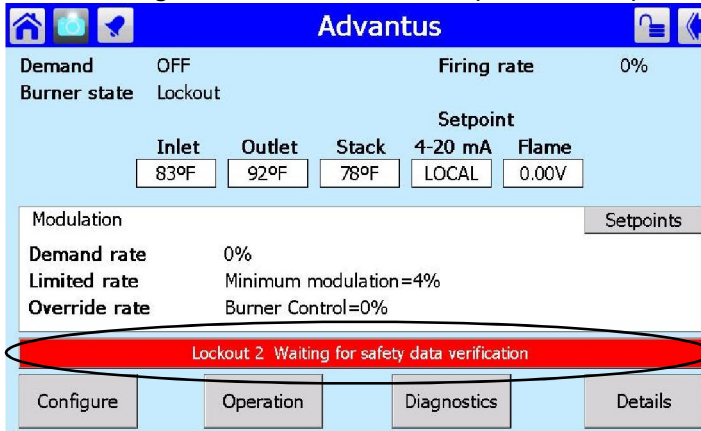 Advantus
Demand OFF Firing rate 0%
Burner state Lockout
Setpoint
Inlet Outlet Stack 4-20 mA Flame
83ºF 92ºF 78ºF LOCAL 0.00V
Modulation Setpoints
Demand rate 0%
Limited rate Minimum modulation=4%
Override rate Burner Control=0%
Lockout 2 Waiting for safety data verification
Configure Operation Diagnostics Details